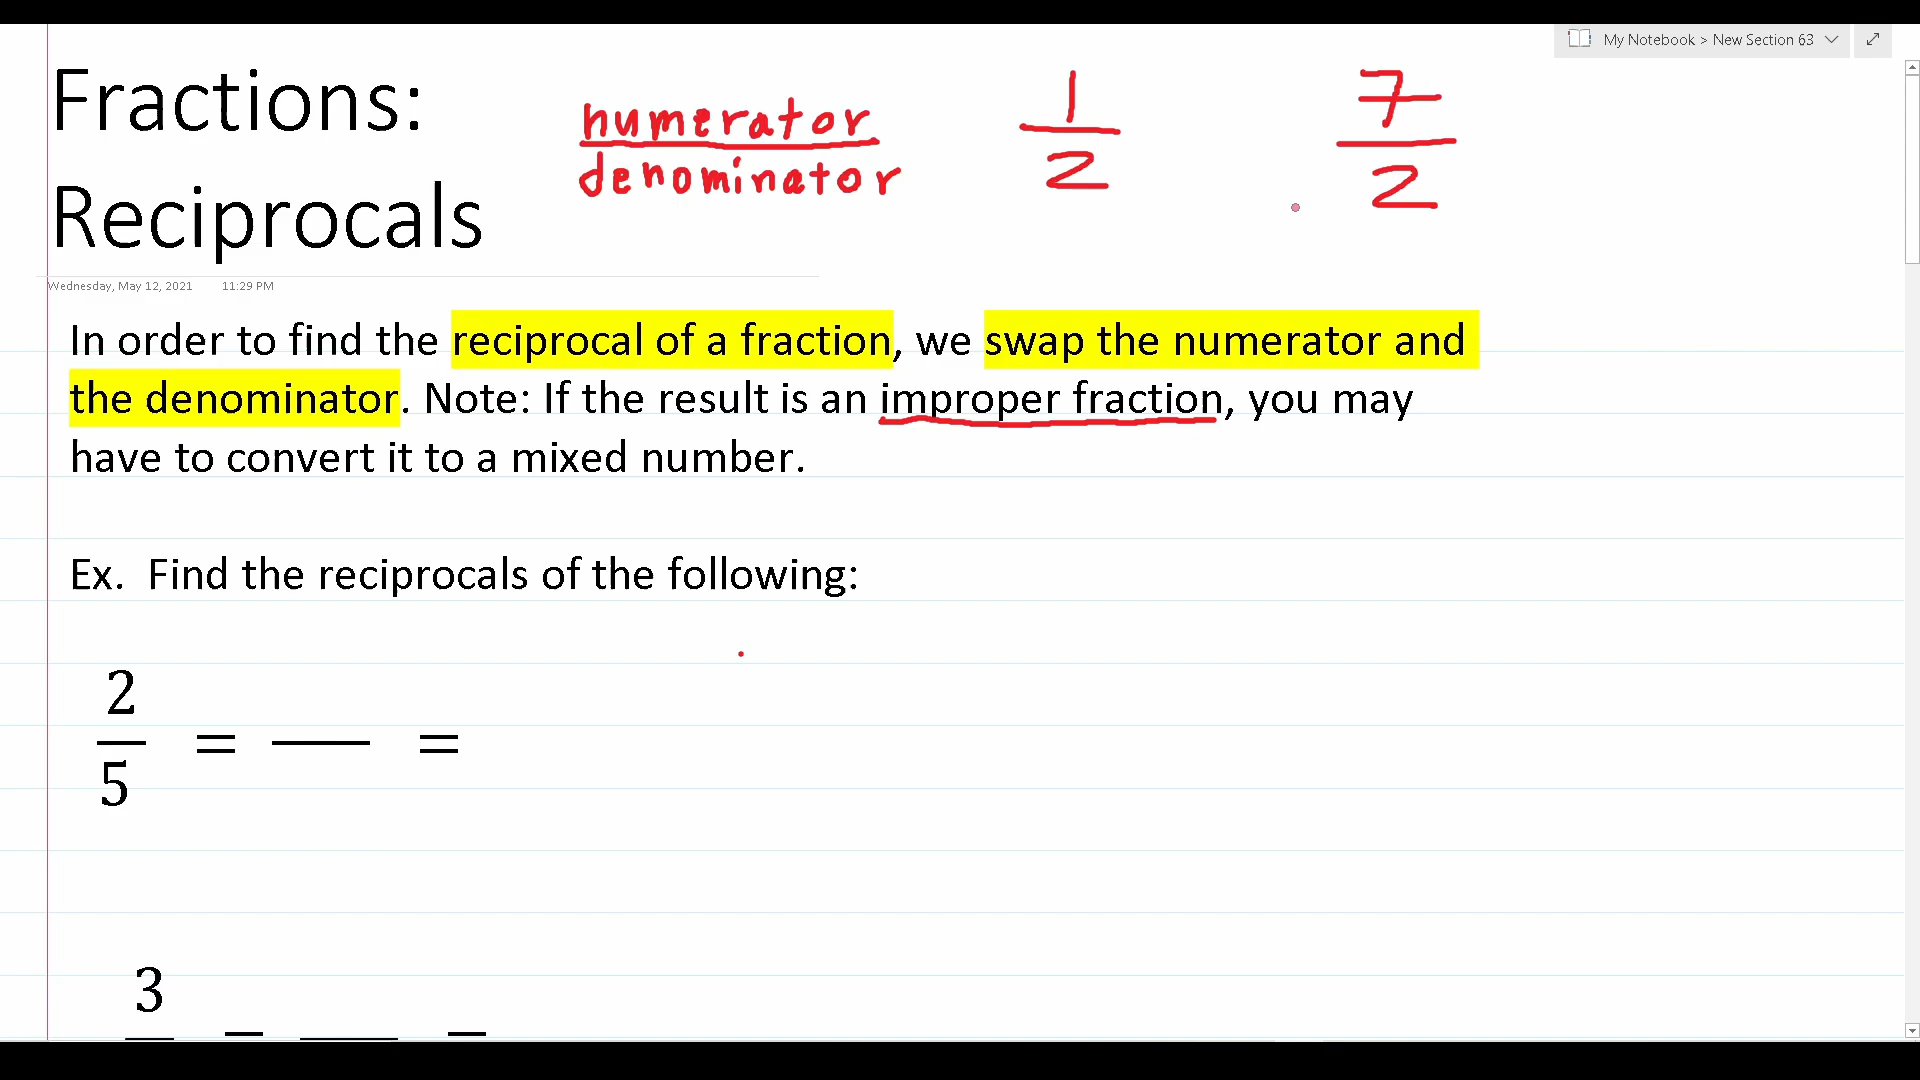 My Notebook > New Section 63
Fractions:
Reciprocals
numerator
denominator
1
2
7
2
Wednesday, May 12, 2021 11:29 PM
In order to find the reciprocal of a fraction, we swap the numerator and
the denominator. Note: If the result is an improper fraction, you may
have to convert it to a mixed number.
Ex. Find the reciprocals of the following:
2
= =
5
3